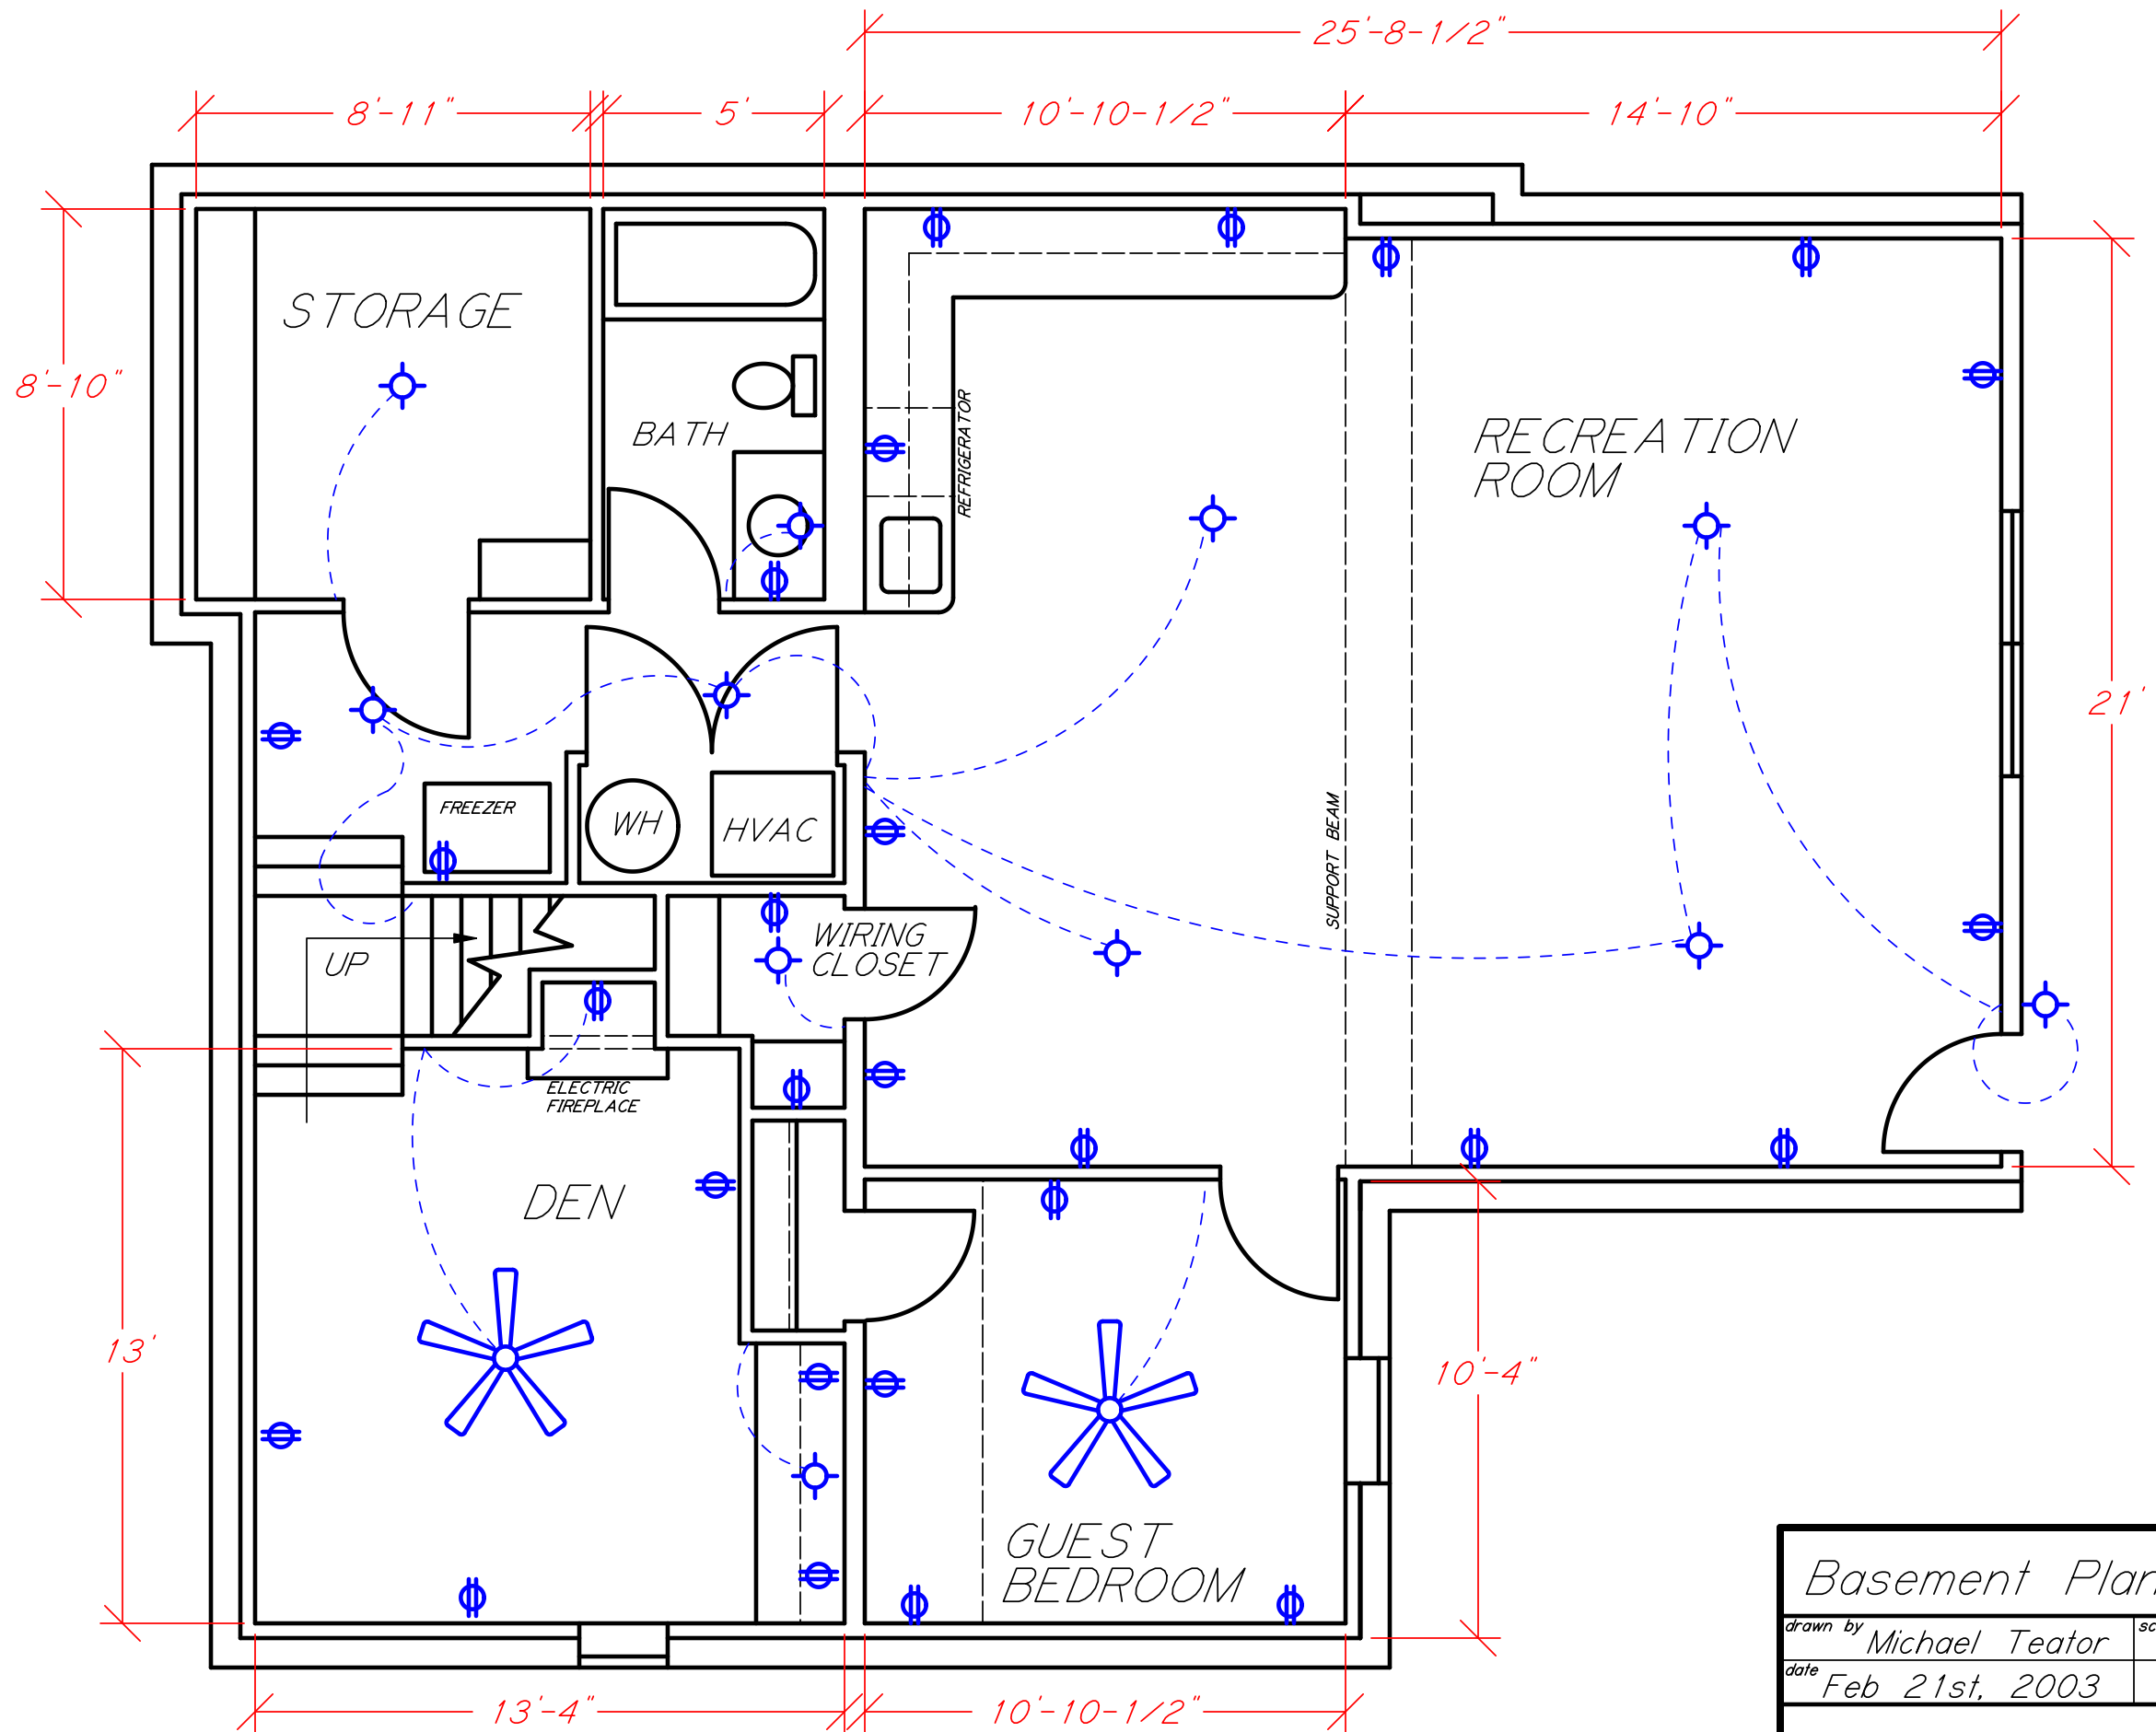 25'-8-1/2"
8'-11"
5'
10'-10-1/2"
14'-10"
STORAGE
8'-10"
BATH
REFRIGERATOR
RECREATION
ROOM
21'
FREEZER
WH
HVAC
SUPPORT BEAM
UP
WIRING
CLOSET
ELECTRIC
FIREPLACE
DEN
13'
10'-4"
GUEST
BEDROOM
Basement Plan
drawn by Michael Teator
date Feb 21st, 2003
13'-4"
10'-10-1/2"